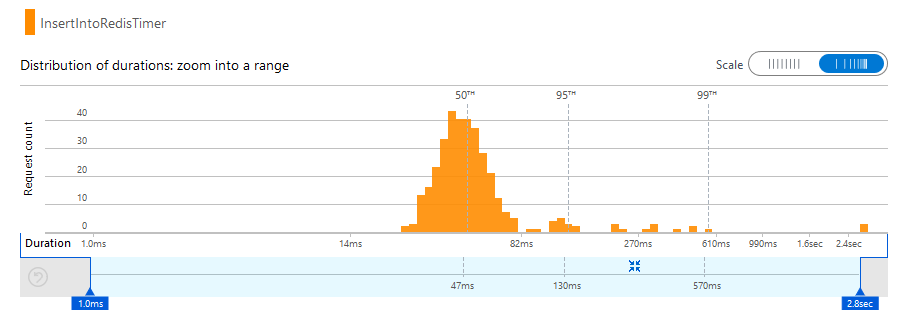 InsertIntoRedisTimer
Distribution of durations: zoom into a range
Scale
50TH 95TH 99TH
Request count
40
30
20
10
0
Duration 1.0ms 14ms 82ms 270ms 610ms 990ms 1.6sec 2.4sec
47ms 130ms 570ms
1.0ms 2.8sec